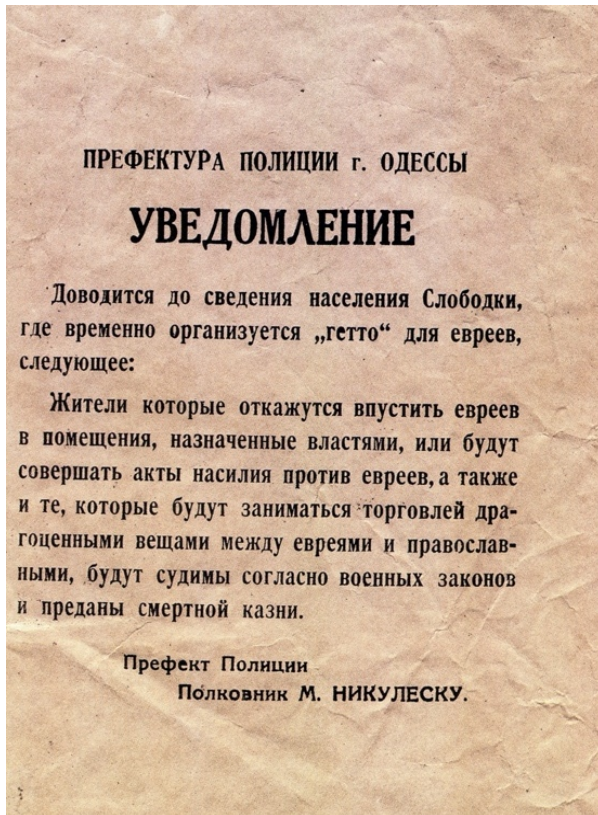 ПРЕФЕКТУРА ПОЛИЦИИ г. ОДЕССЫ
УВЕДОМЛЕНИЕ
Доводится до сведения населения Слободки,
где временно организуется „гетто“ для евреев,
следующее:
Жители которые откажутся впустить евреев
в помещения, назначенные властями, или будут
совершать акты насилия против евреев, а также
и те, которые будут заниматься торговлей дра-
гоценными вещами между евреями и православ-
ными, будут судимы согласно военных законов
и преданы смертной казни.
Префект Полиции
Полковник М. НИКУЛЕСКУ.